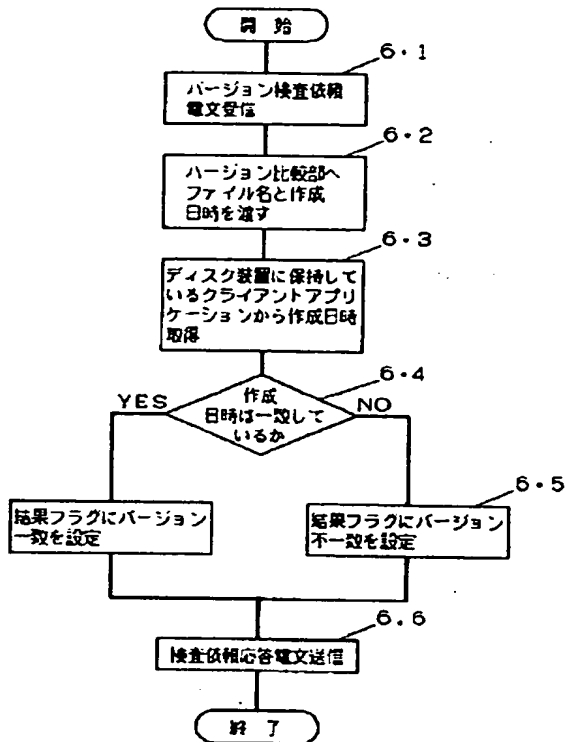 開 始
6・1
バージョン検査依頼
電文受信
6・2
バージョン比較部へ
ファイル名と作成
日時を渡す
6・3
ディスク装置に保持して
いるクライアントアプリ
ケーションから作成日時
取得
6・4
作成
日時は一致して
いるか
YES
NO
6・5
結果フラグにバージョン
一致を設定
結果フラグにバージョン
不一致を設定
6.6
検査依頼応答電文送信
終 了